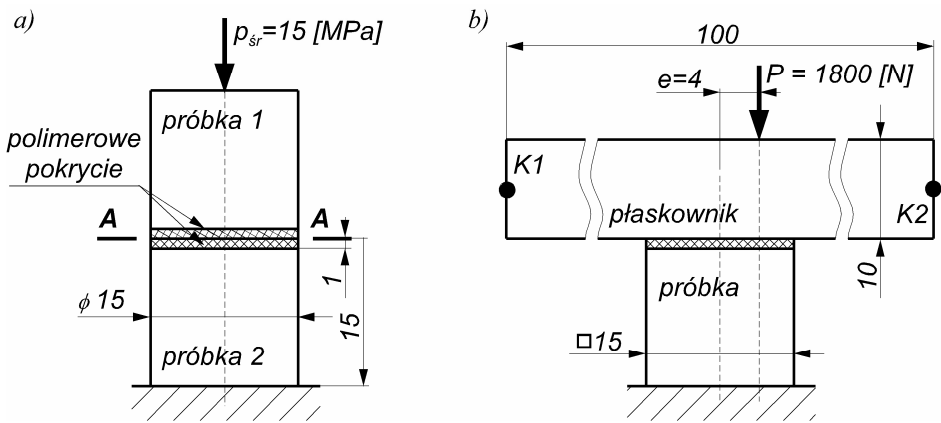 a)
p śr =15 [MPa]
próbka 1
polimerowe
pokrycie
A
A
1
15
ϕ 15
próbka 2
b)
100
e=4
P = 1800 [N]
K1
K2
płaskownik
10
próbka
□15